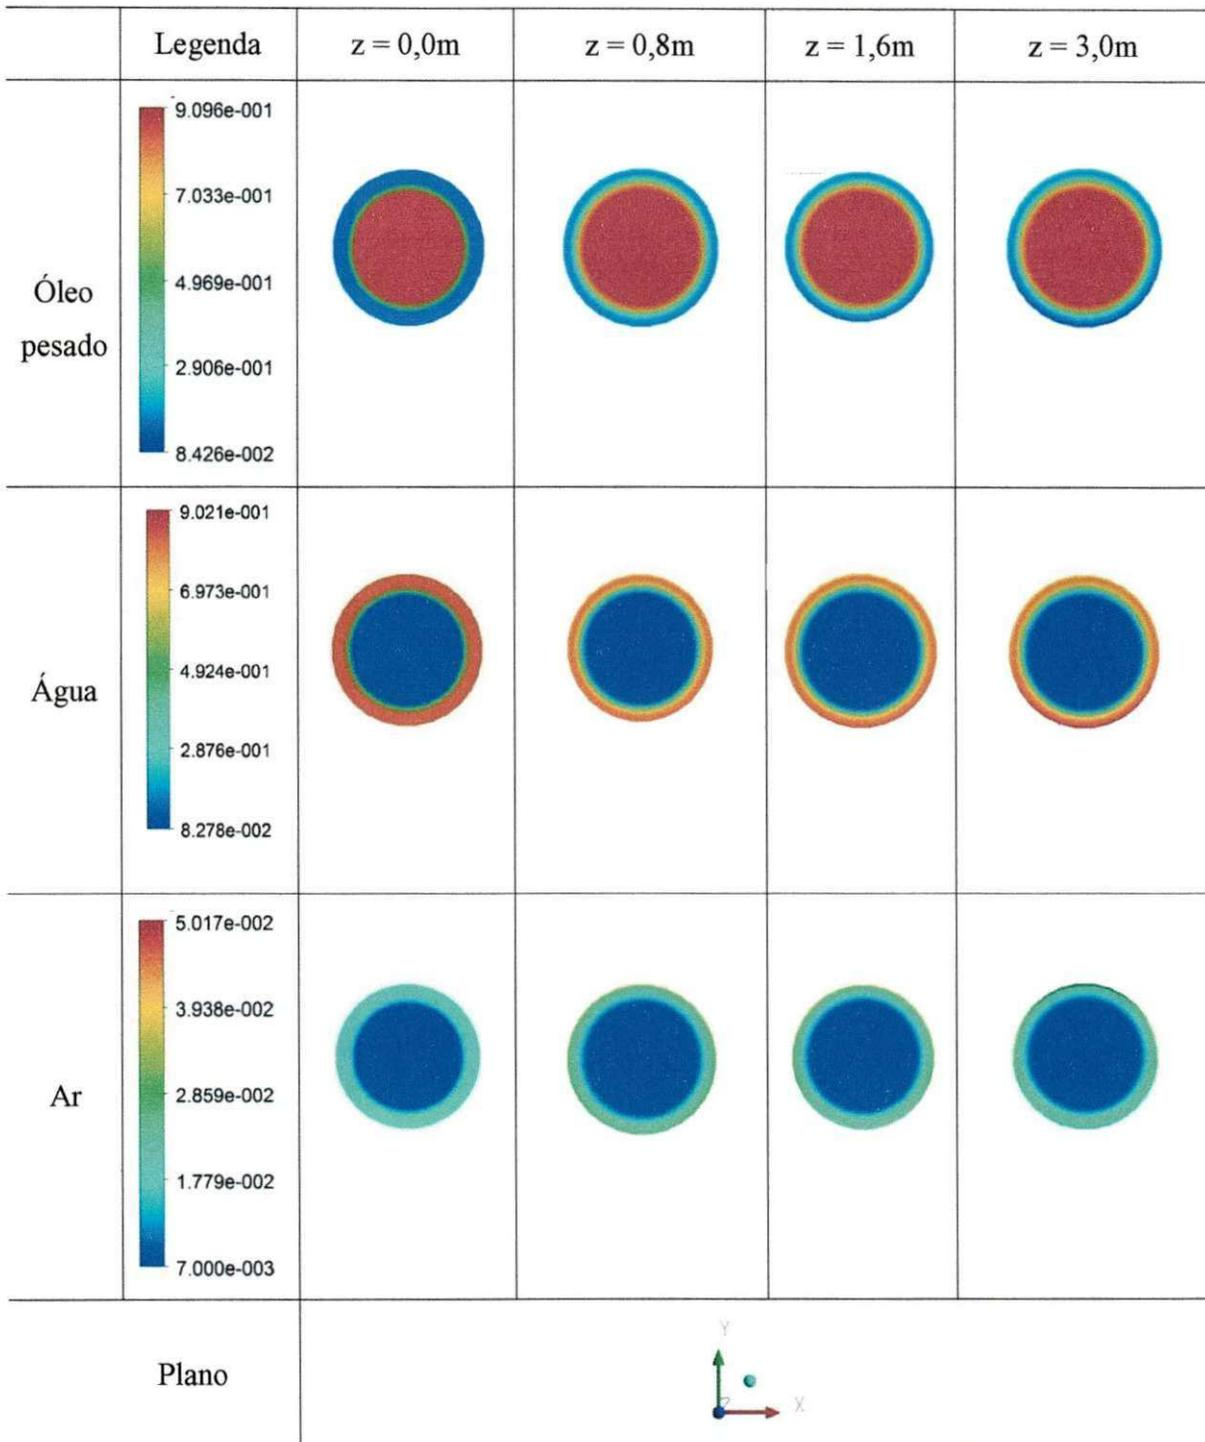 Legenda z = 0,0m z = 0,8m z = 1,6m z = 3,0m
Óleo
pesado
9.096e-001
7.033e-001
4.969e-001
2.906e-001
8.426e-002
Água
9.021e-001
6.973e-001
4.924e-001
2.876e-001
8.278e-002
Ar
5.017e-002
3.938e-002
2.859e-002
1.779e-002
7.000e-003
Plano
Y
Z
X